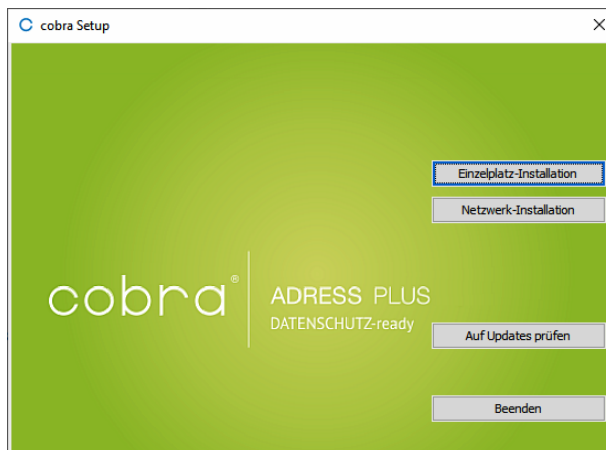 cobra Setup
Einzelplatz-Installation
Netzwerk-Installation
cobra®
ADRESS PLUS
DATENSCHUTZ-ready
Auf Updates prüfen
Beenden